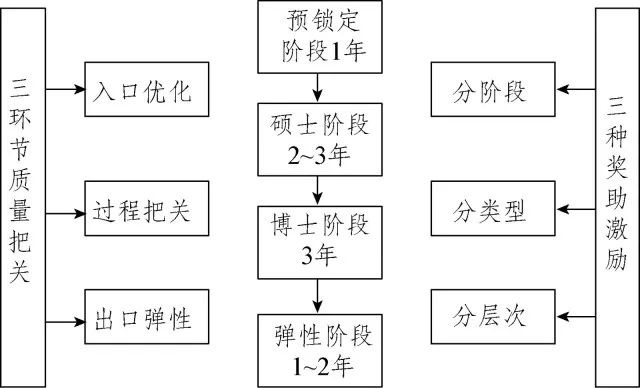 三环节质量把关
入口优化
过程把关
出口弹性
预锁定
阶段1年
硕士阶段
2~3年
博士阶段
3年
弹性阶段
1~2年
分阶段
分类型
分层次
三种奖助激励